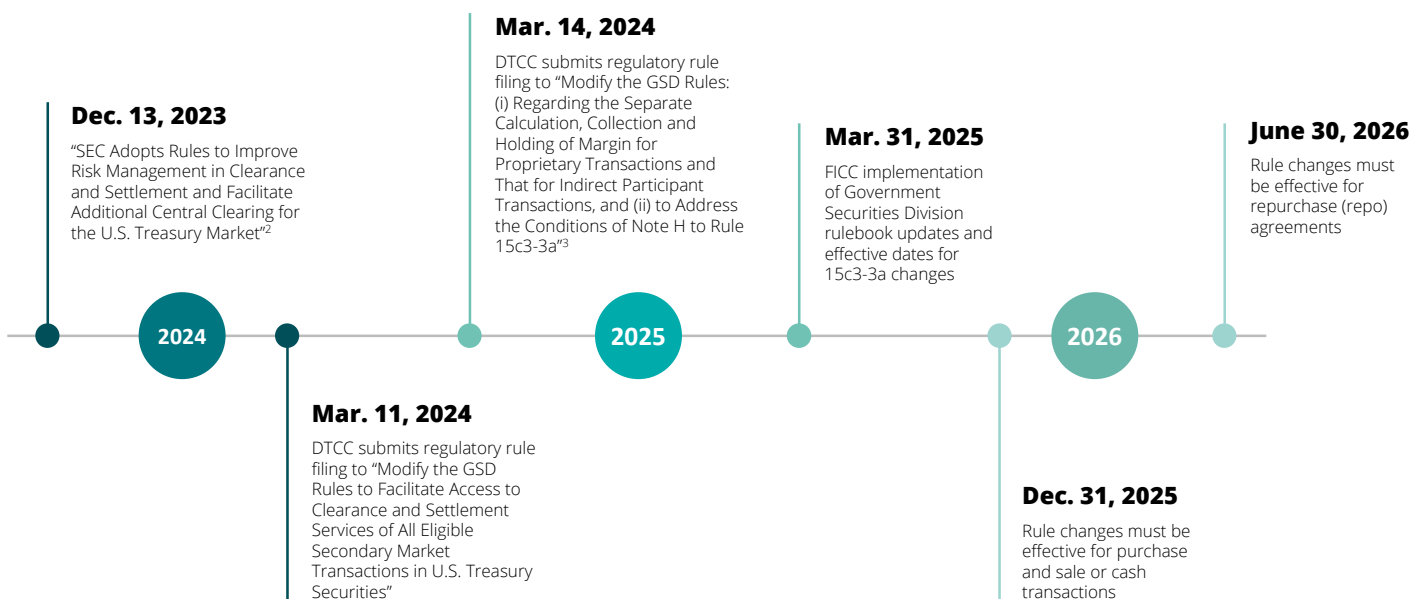 Dec. 13, 2023
“SEC Adopts Rules to Improve
Risk Management in Clearance
and Settlement and Facilitate
Additional Central Clearing for
the U.S. Treasury Market”2
2024
Mar. 11, 2024
DTCC submits regulatory rule
filing to “Modify the GSD
Rules to Facilitate Access to
Clearance and Settlement
Services of All Eligible
Secondary Market
Transactions in U.S. Treasury
Securities”
Mar. 14, 2024
DTCC submits regulatory rule
filing to “Modify the GSD Rules:
(i) Regarding the Separate
Calculation, Collection and
Holding of Margin for
Proprietary Transactions and
That for Indirect Participant
Transactions, and (ii) to Address
the Conditions of Note H to Rule
15c3-3a”3
2025
Mar. 31, 2025
FICC implementation
of Government
Securities Division
rulebook updates and
effective dates for
15c3-3a changes
Dec. 31, 2025
Rule changes must be
effective for purchase
and sale or cash
transactions
2026
June 30, 2026
Rule changes must
be effective for
repurchase (repo)
agreements